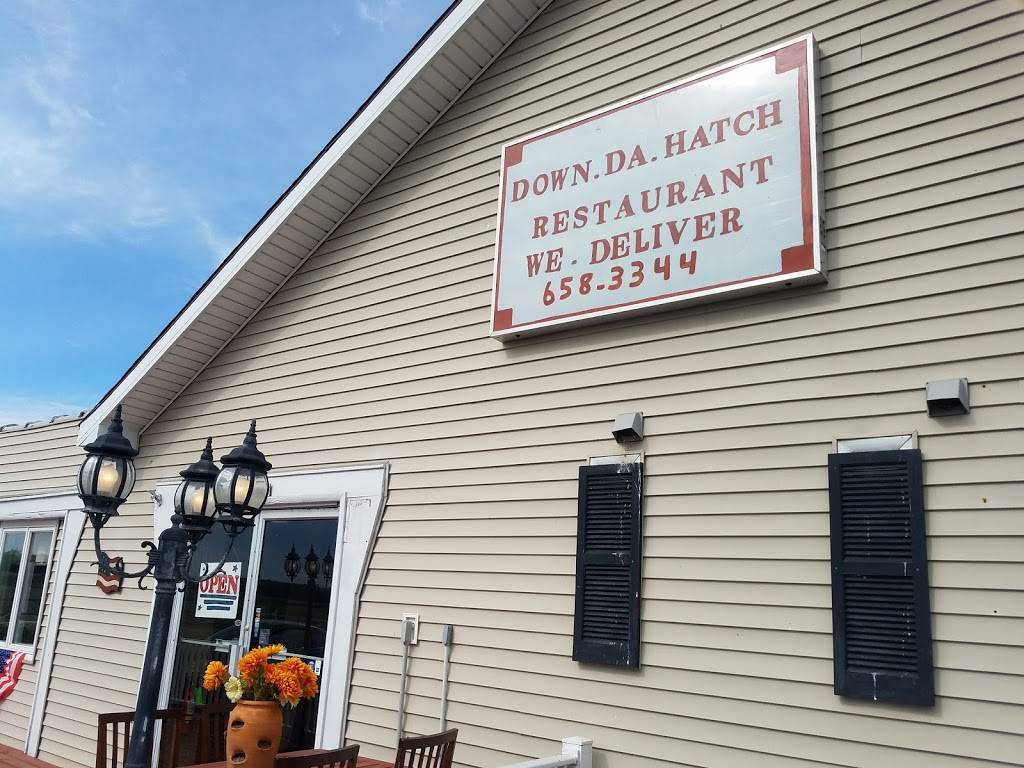 DOWN.DA.HATCH
RESTAURANT
WE - DELIVER
658-3344
OPEN